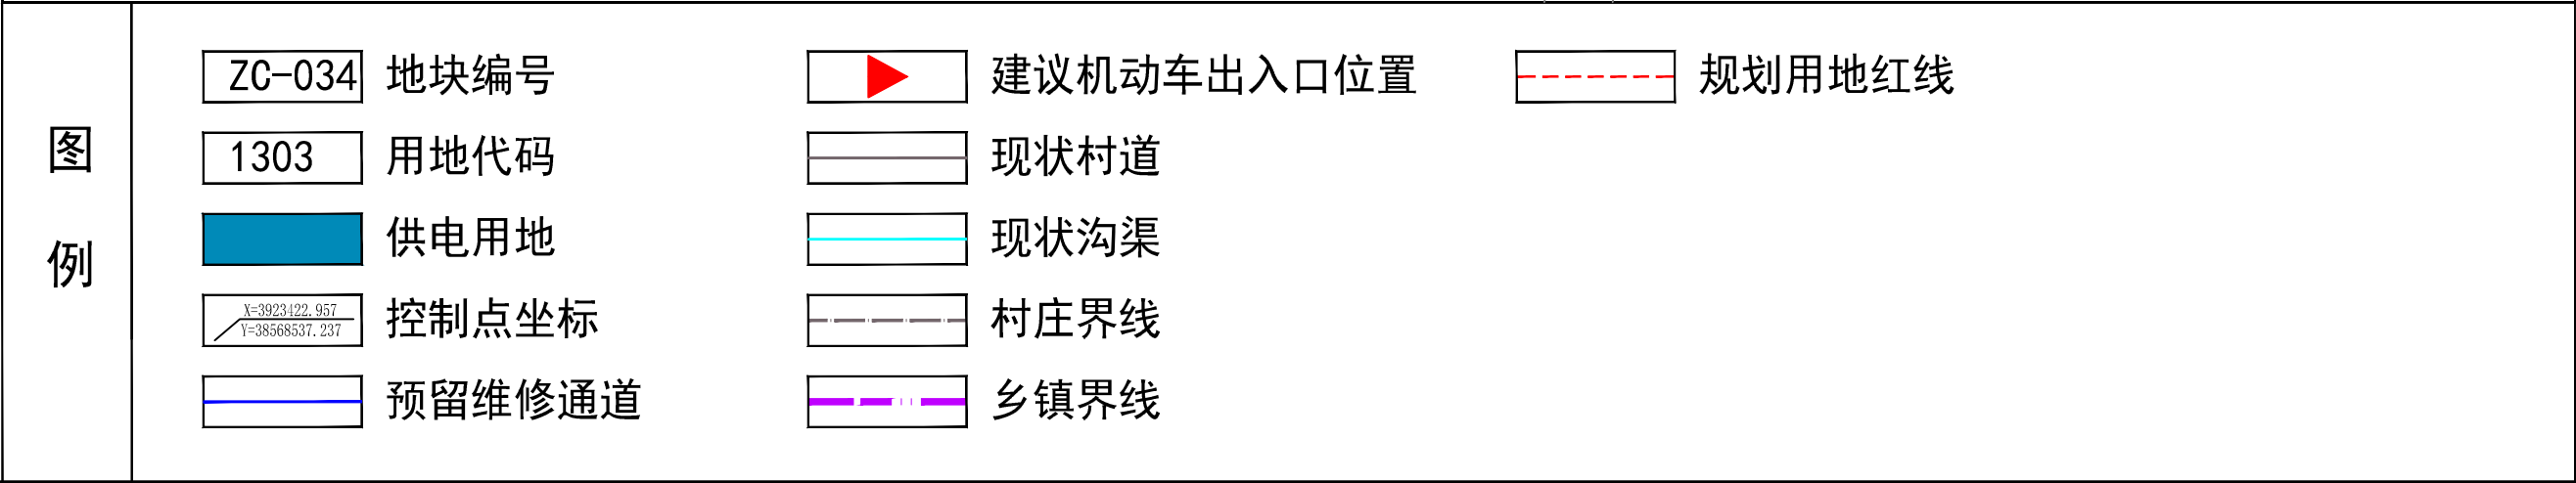 图例
ZC-034 地块编号
1303 用地代码
供电用地
X=3923422.957
Y=38568537.237
控制点坐标
预留维修通道
建议机动车出入口位置
现状村道
现状沟渠
村庄界线
乡镇界线
规划用地红线